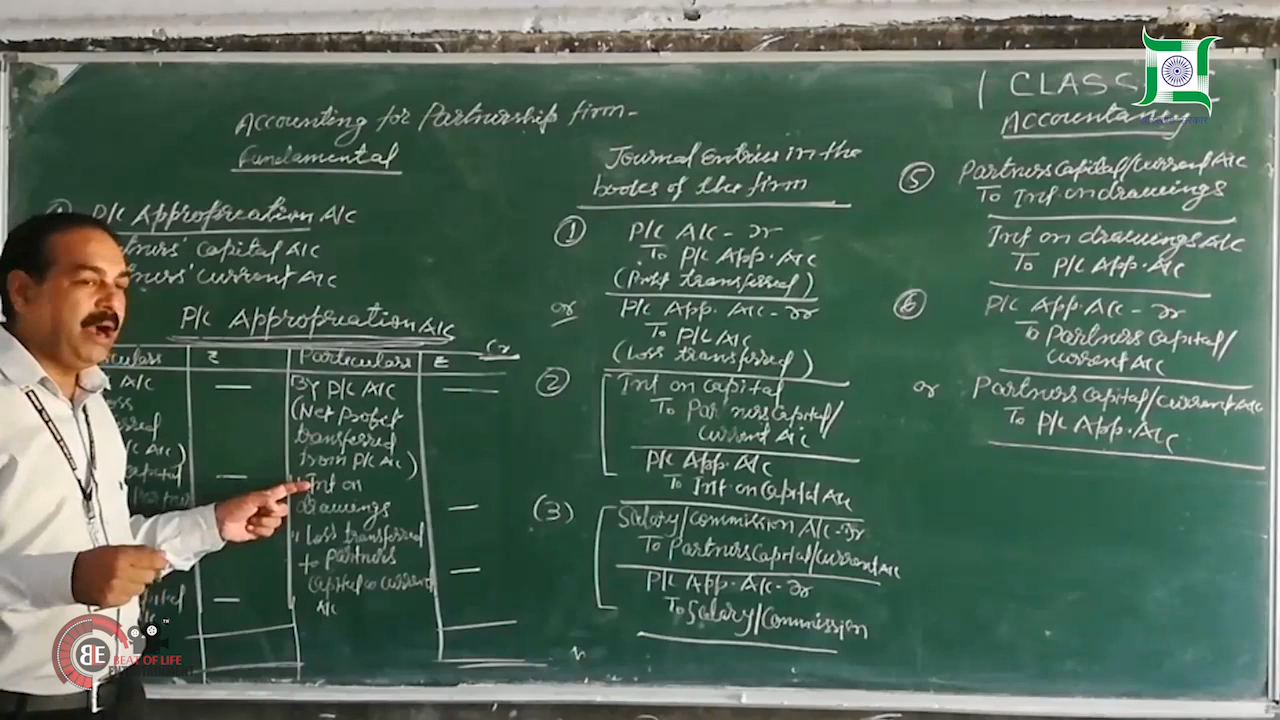 Accounting for Partnership firm-
Fundamental
P/L Appropriation A/C
Capital A/C
current A/C
P/L Appropriation A/C
Cr
₹ Particulars ₹
A/C
By P/L A/C
(Net profit
transferred
from P/L A/C)
" Int on
drawings
" Loss transferred
to Partners
capital or current
A/C
Journal entries in the
books of the firm
① P/L A/C - Dr
To P/L App. A/C
(Profit transferred)
or P/L App. A/C - Dr
To P/L A/C
(Loss transferred)
② Int on Capital
To Partners Capital/
Current A/C
P/L App. A/C
To Int on Capital A/C
(3) Salary/Commission A/C - Dr
To Partners Capital/Current A/C
P/L App. A/C - Dr
To Salary/Commission
CLASS
Accountancy
⑤ Partners Capital/Current A/C
To Int on drawings
Int on drawings A/C
To P/L App. A/C
⑥ P/L App. A/C - Dr
To Partners Capital/
Current A/C
or Partners Capital/Current A/C
To P/L App. A/C
BE
BEAT OF LIFE